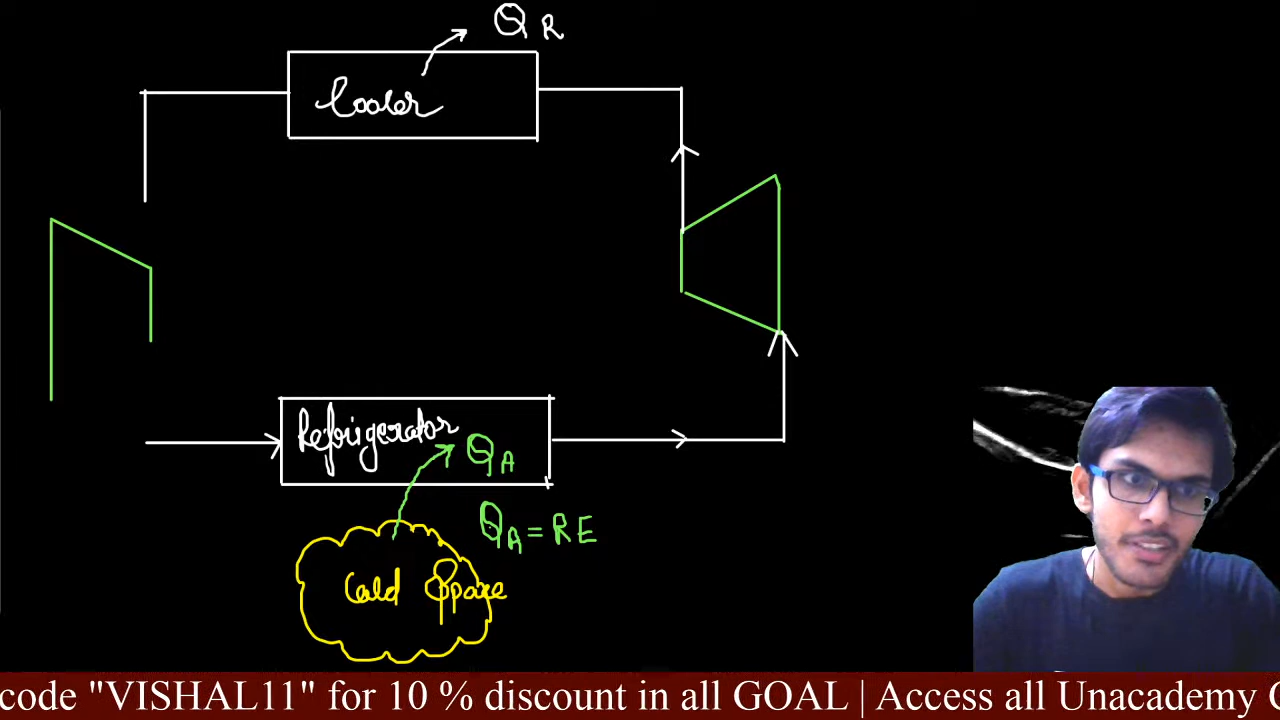 Q R
Cooler
Refrigerator
Q A
Q A = R E
Cold Space
code "VISHAL11" for 10 % discount in all GOAL | Access all Unacademy C